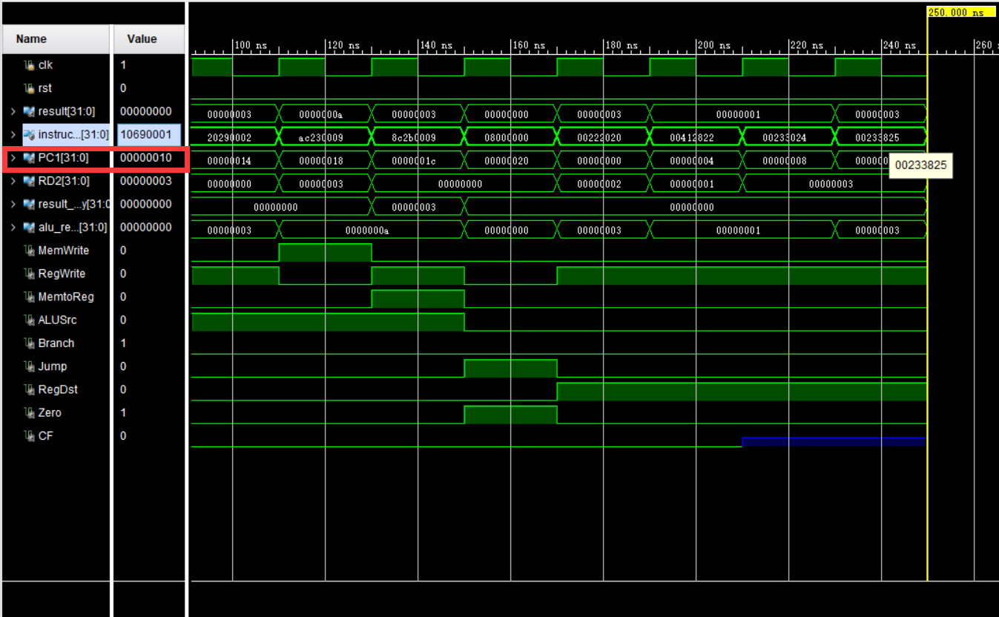 250.000 ns
Name Value
100 ns 120 ns 140 ns 160 ns 180 ns 200 ns 220 ns 240 ns 260
clk 1
rst 0
result[31:0] 00000000 00000003 0000000a 00000003 00000000 00000003 00000001 00000003
instruc...[31:0] 10690001 20290002 ac230009 8c2b0009 08000000 00222020 00412822 00233024 00233825
PC1[31:0] 00000010 00000014 00000018 0000001c 00000020 00000000 00000004 00000008 00000
00233825
RD2[31:0] 00000003 00000000 00000003 00000000 00000002 00000001 00000003
result_...y[31:0 00000000 00000000 00000003 00000000
alu_re...[31:0] 00000000 00000003 0000000a 00000000 00000003 00000001 00000003
MemWrite 0
RegWrite 0
MemtoReg 0
ALUSrc 0
Branch 1
Jump 0
RegDst 0
Zero 1
CF 0